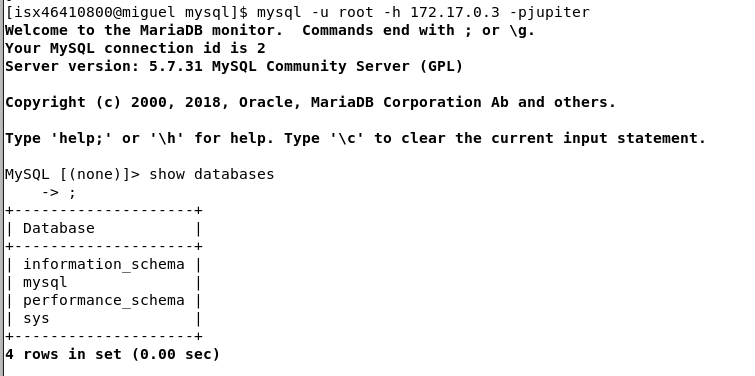 [isx46410800@miguel mysql]$ mysql -u root -h 172.17.0.3 -pjupiter
Welcome to the MariaDB monitor.  Commands end with ; or \g.
Your MySQL connection id is 2
Server version: 5.7.31 MySQL Community Server (GPL)

Copyright (c) 2000, 2018, Oracle, MariaDB Corporation Ab and others.

Type 'help;' or '\h' for help. Type '\c' to clear the current input statement.

MySQL [(none)]> show databases
    -> ;
+--------------------+
| Database           |
+--------------------+
| information_schema |
| mysql              |
| performance_schema |
| sys                |
+--------------------+
4 rows in set (0.00 sec)